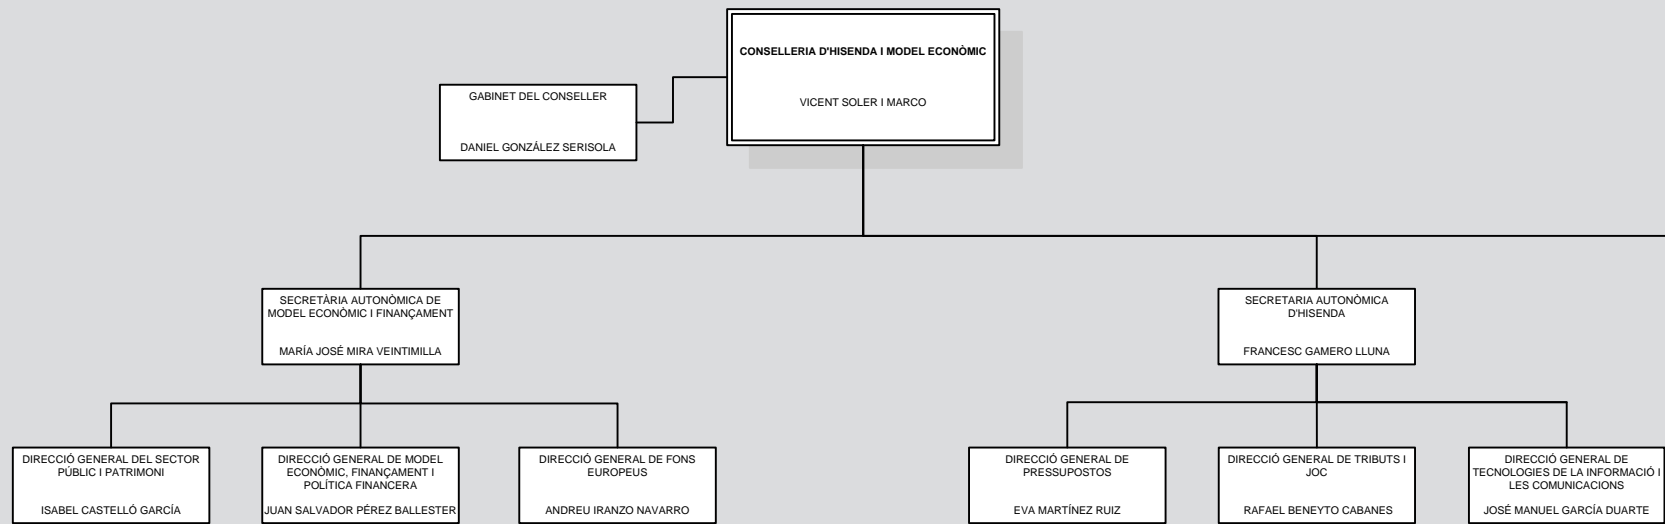 CONSELLERIA D'HISENDA I MODEL ECONÒMIC
VICENT SOLER I MARCO
GABINET DEL CONSELLER
DANIEL GONZÁLEZ SERISOLA
SECRETÀRIA AUTONÒMICA DE
MODEL ECONÒMIC I FINANÇAMENT
MARÍA JOSÉ MIRA VEINTIMILLA
SECRETARIA AUTONÒMICA
D'HISENDA
FRANCESC GAMERO LLUNA
DIRECCIÓ GENERAL DEL SECTOR
PÚBLIC I PATRIMONI
ISABEL CASTELLÓ GARCÍA
DIRECCIÓ GENERAL DE MODEL
ECONÒMIC, FINANÇAMENT I
POLÍTICA FINANCERA
JUAN SALVADOR PÉREZ BALLESTER
DIRECCIÓ GENERAL DE FONS
EUROPEUS
ANDREU IRANZO NAVARRO
DIRECCIÓ GENERAL DE
PRESSUPOSTOS
EVA MARTÍNEZ RUIZ
DIRECCIÓ GENERAL DE TRIBUTS I
JOC
RAFAEL BENEYTO CABANES
DIRECCIÓ GENERAL DE
TECNOLOGIES DE LA INFORMACIÓ I
LES COMUNICACIONS
JOSÉ MANUEL GARCÍA DUARTE